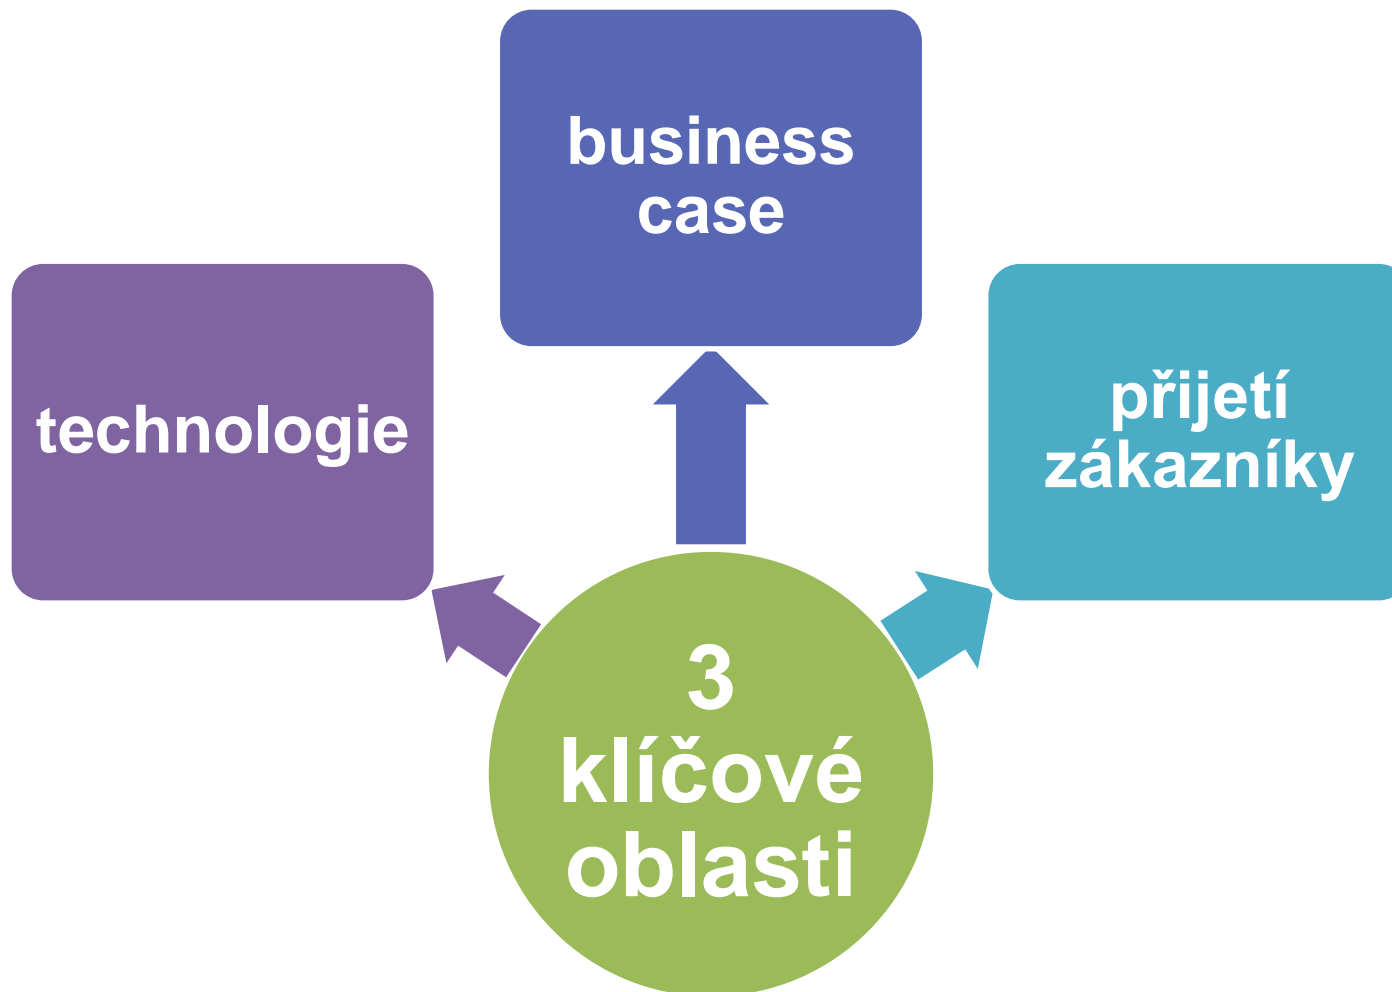 business
case
technologie
přijetí
zákazníky
3
klíčové
oblasti